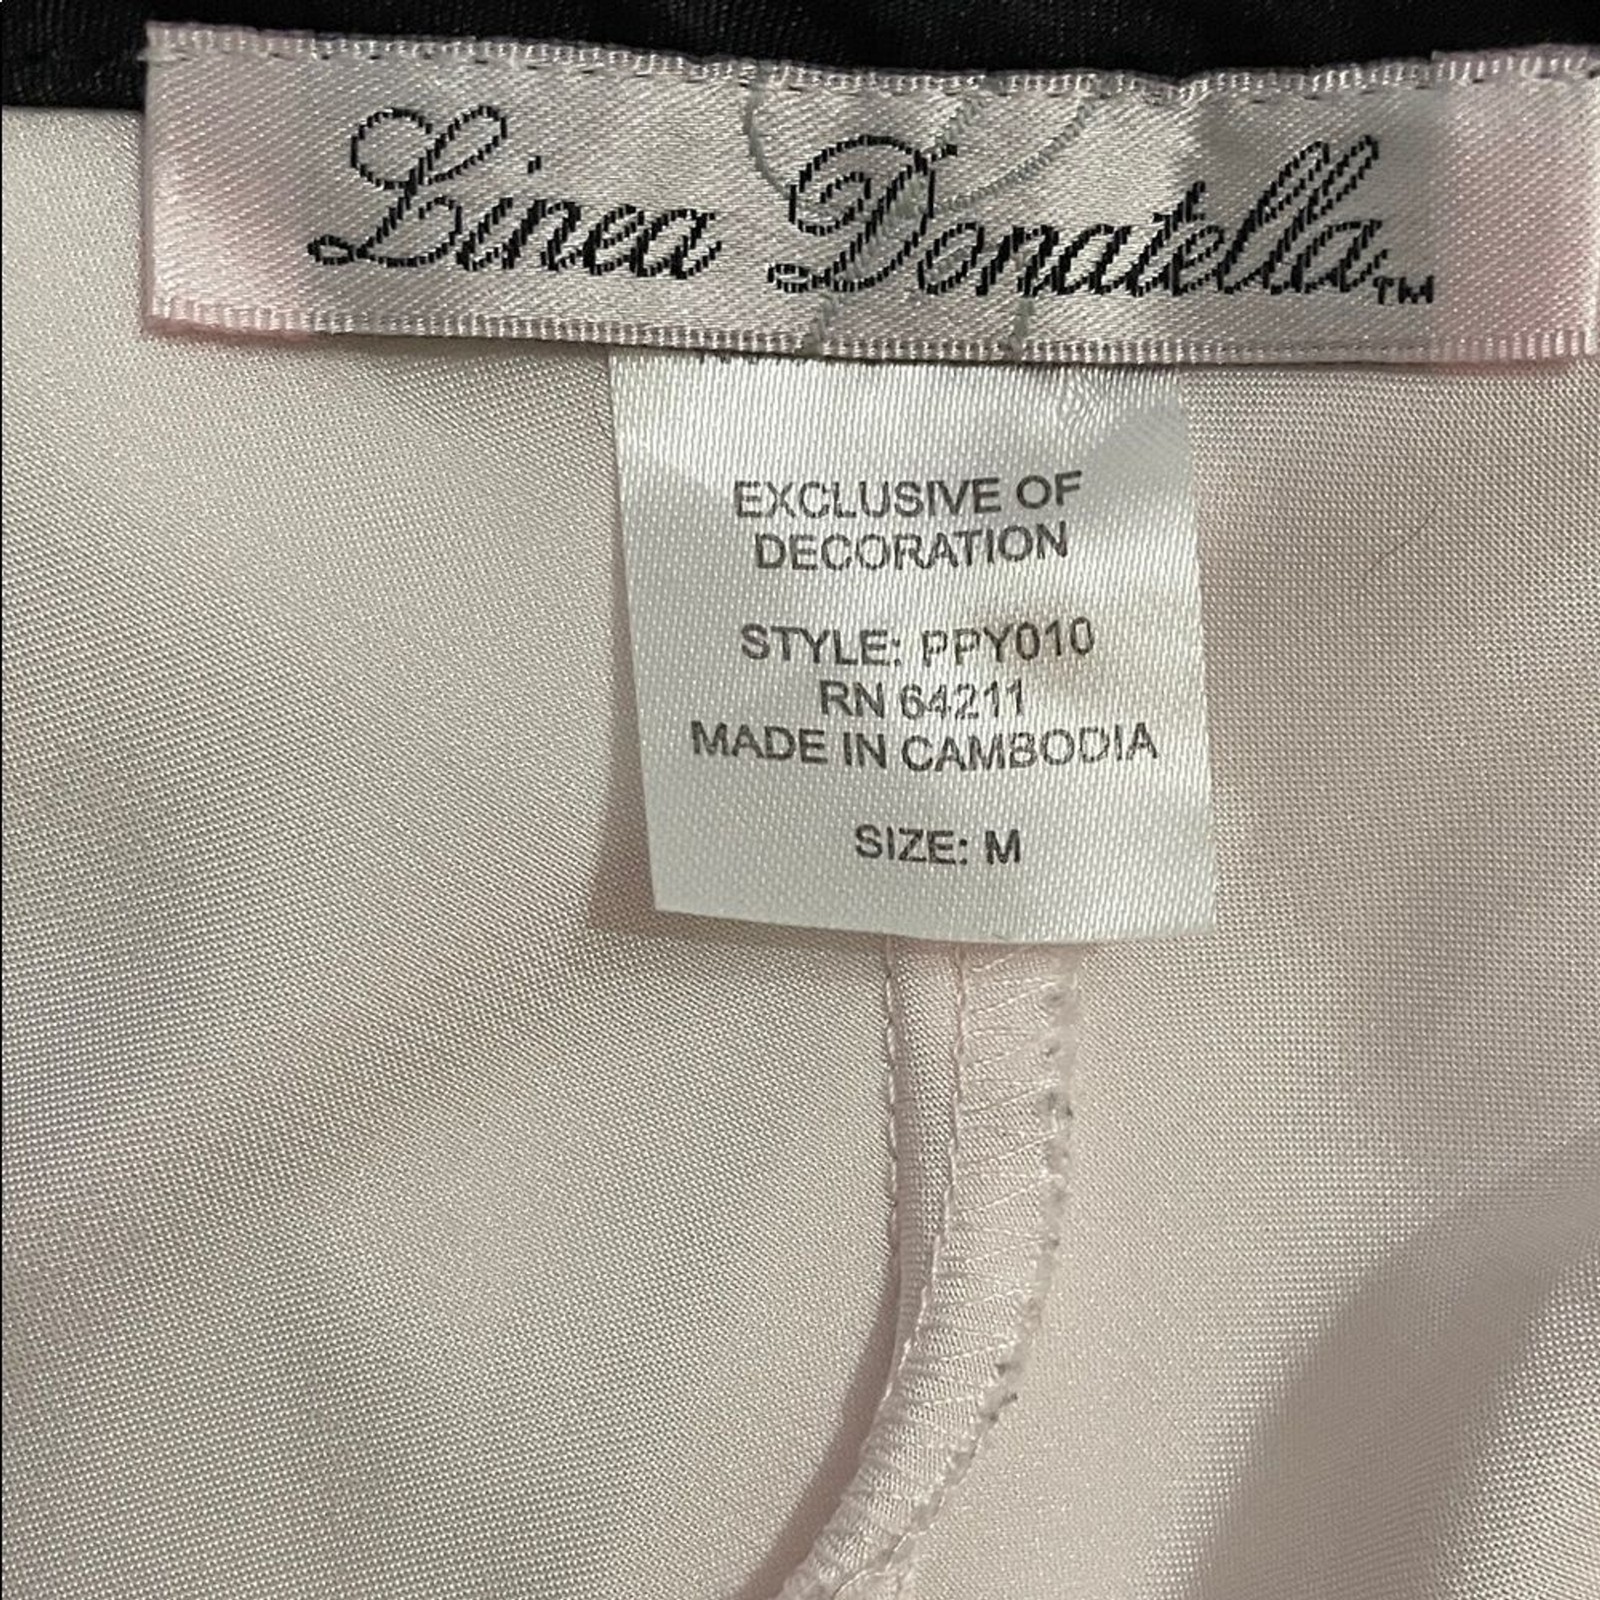 Linea Donatella™
EXCLUSIVE OF
DECORATION
STYLE: PPY010
RN 64211
MADE IN CAMBODIA
SIZE: M